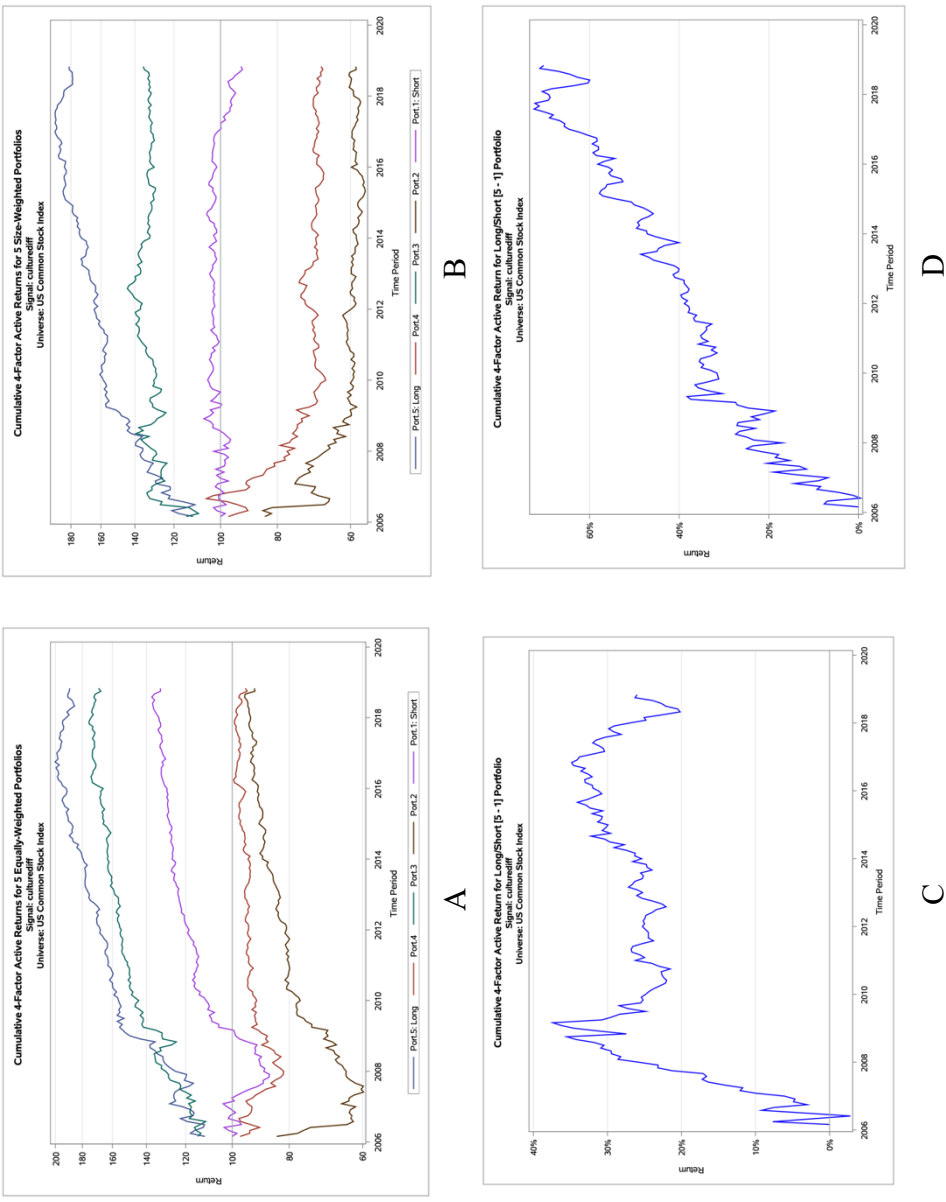 Cumulative 4-Factor Active Returns for 5 Equally-Weighted Portfolios
Signal: culturediff
Universe: US Common Stock Index
200
180
160
140
120
100
80
60
Return
2006 2008 2010 2012 2014 2016 2018 2020
Time Period
Port.5: Long Port.4 Port.3 Port.2 Port.1: Short
A
Cumulative 4-Factor Active Returns for 5 Size-Weighted Portfolios
Signal: culturediff
Universe: US Common Stock Index
180
160
140
120
100
80
60
Return
2006 2008 2010 2012 2014 2016 2018 2020
Time Period
Port.5: Long Port.4 Port.3 Port.2 Port.1: Short
B
Cumulative 4-Factor Active Return for Long/Short [5 - 1] Portfolio
Signal: culturediff
Universe: US Common Stock Index
40%
30%
20%
10%
0%
Return
2006 2008 2010 2012 2014 2016 2018 2020
Time Period
C
Cumulative 4-Factor Active Return for Long/Short [5 - 1] Portfolio
Signal: culturediff
Universe: US Common Stock Index
60%
40%
20%
0%
Return
2006 2008 2010 2012 2014 2016 2018 2020
Time Period
D